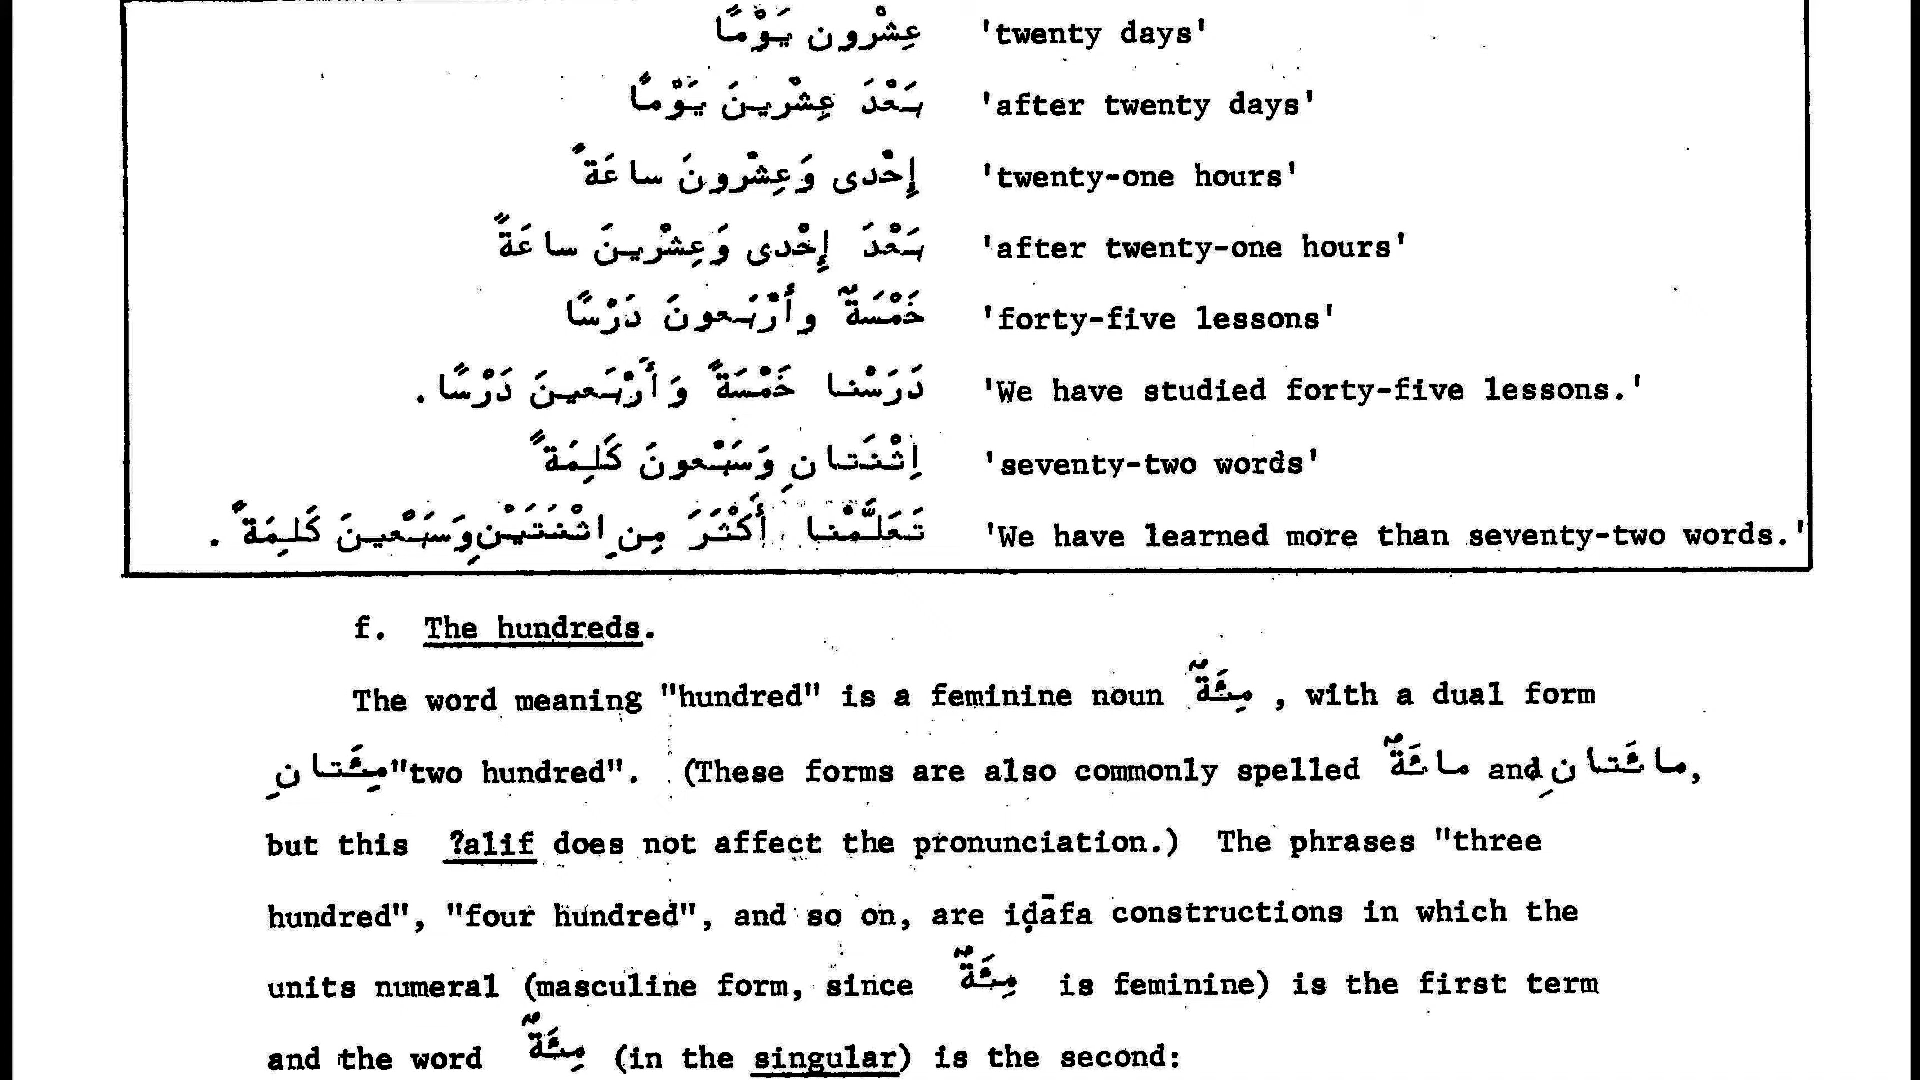 عِشْرون يَوْمًا 'twenty days'
بَعْدَ عِشْرينَ يَوْمًا 'after twenty days'
إِحْدى وَعِشْرونَ ساعَةً 'twenty-one hours'
بَعْدَ إِحْدى وَعِشْرينَ ساعَةً 'after twenty-one hours'
خَمْسَةٌ وأَرْبَعونَ دَرْسًا 'forty-five lessons'
دَرَسْنا خَمْسَةً وَأَرْبَعينَ دَرْسًا. 'We have studied forty-five lessons.'
اِثْنَتانِ وَسَبْعونَ كَلِمَةً 'seventy-two words'
تَعَلَّمْنا أَكْثَرَ مِنِ اثْنَتَيْنِ وَسَبْعينَ كَلِمَةً. 'We have learned more than seventy-two words.'
f. The hundreds.
The word meaning "hundred" is a feminine noun مِئَةٌ , with a dual form
مِئَتانِ "two hundred". (These forms are also commonly spelled مائَةٌ and مائَتانِ,
but this ?alif does not affect the pronunciation.) The phrases "three
hundred", "four hundred", and so on, are iḍāfa constructions in which the
units numeral (masculine form, since مِئَةٌ is feminine) is the first term
and the word مِئَةٌ (in the singular) is the second: